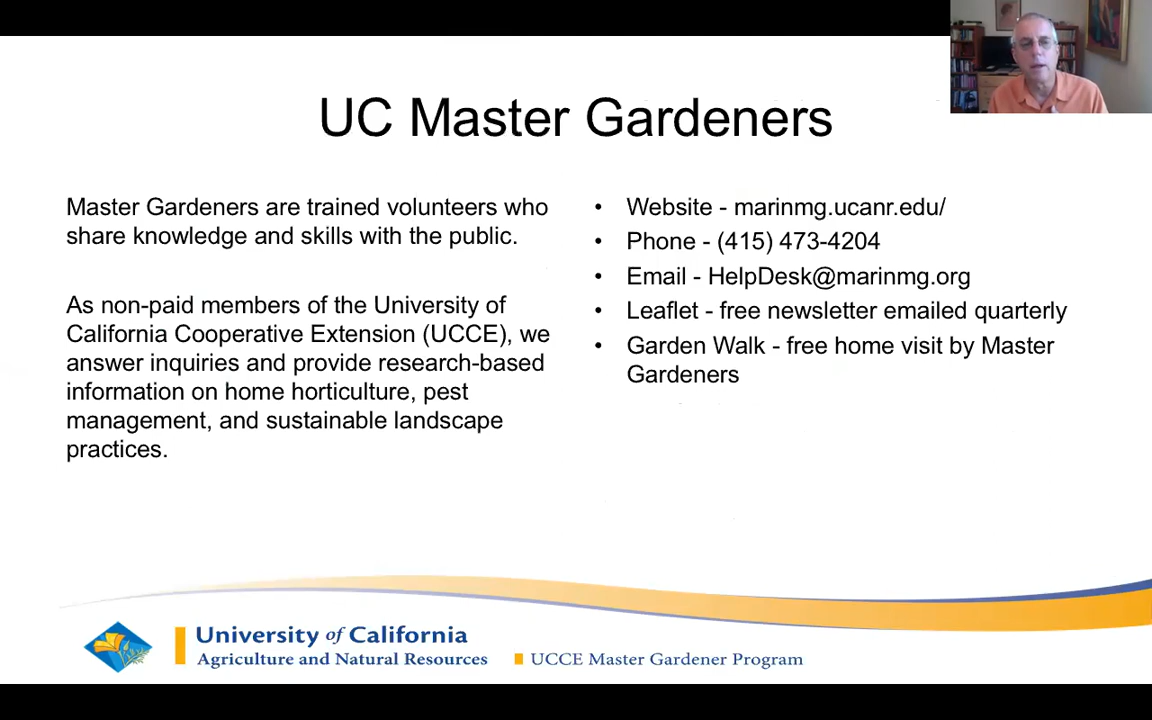 UC Master Gardeners
Master Gardeners are trained volunteers who
share knowledge and skills with the public.
As non-paid members of the University of
California Cooperative Extension (UCCE), we
answer inquiries and provide research-based
information on home horticulture, pest
management, and sustainable landscape
practices.
• Website - marinmg.ucanr.edu/
• Phone - (415) 473-4204
• Email - HelpDesk@marinmg.org
• Leaflet - free newsletter emailed quarterly
• Garden Walk - free home visit by Master
Gardeners
University of California
Agriculture and Natural Resources
UCCE Master Gardener Program